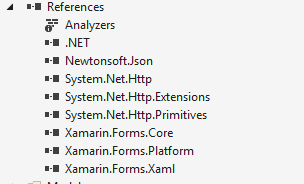 References
Analyzers
.NET
Newtonsoft.Json
System.Net.Http
System.Net.Http.Extensions
System.Net.Http.Primitives
Xamarin.Forms.Core
Xamarin.Forms.Platform
Xamarin.Forms.Xaml